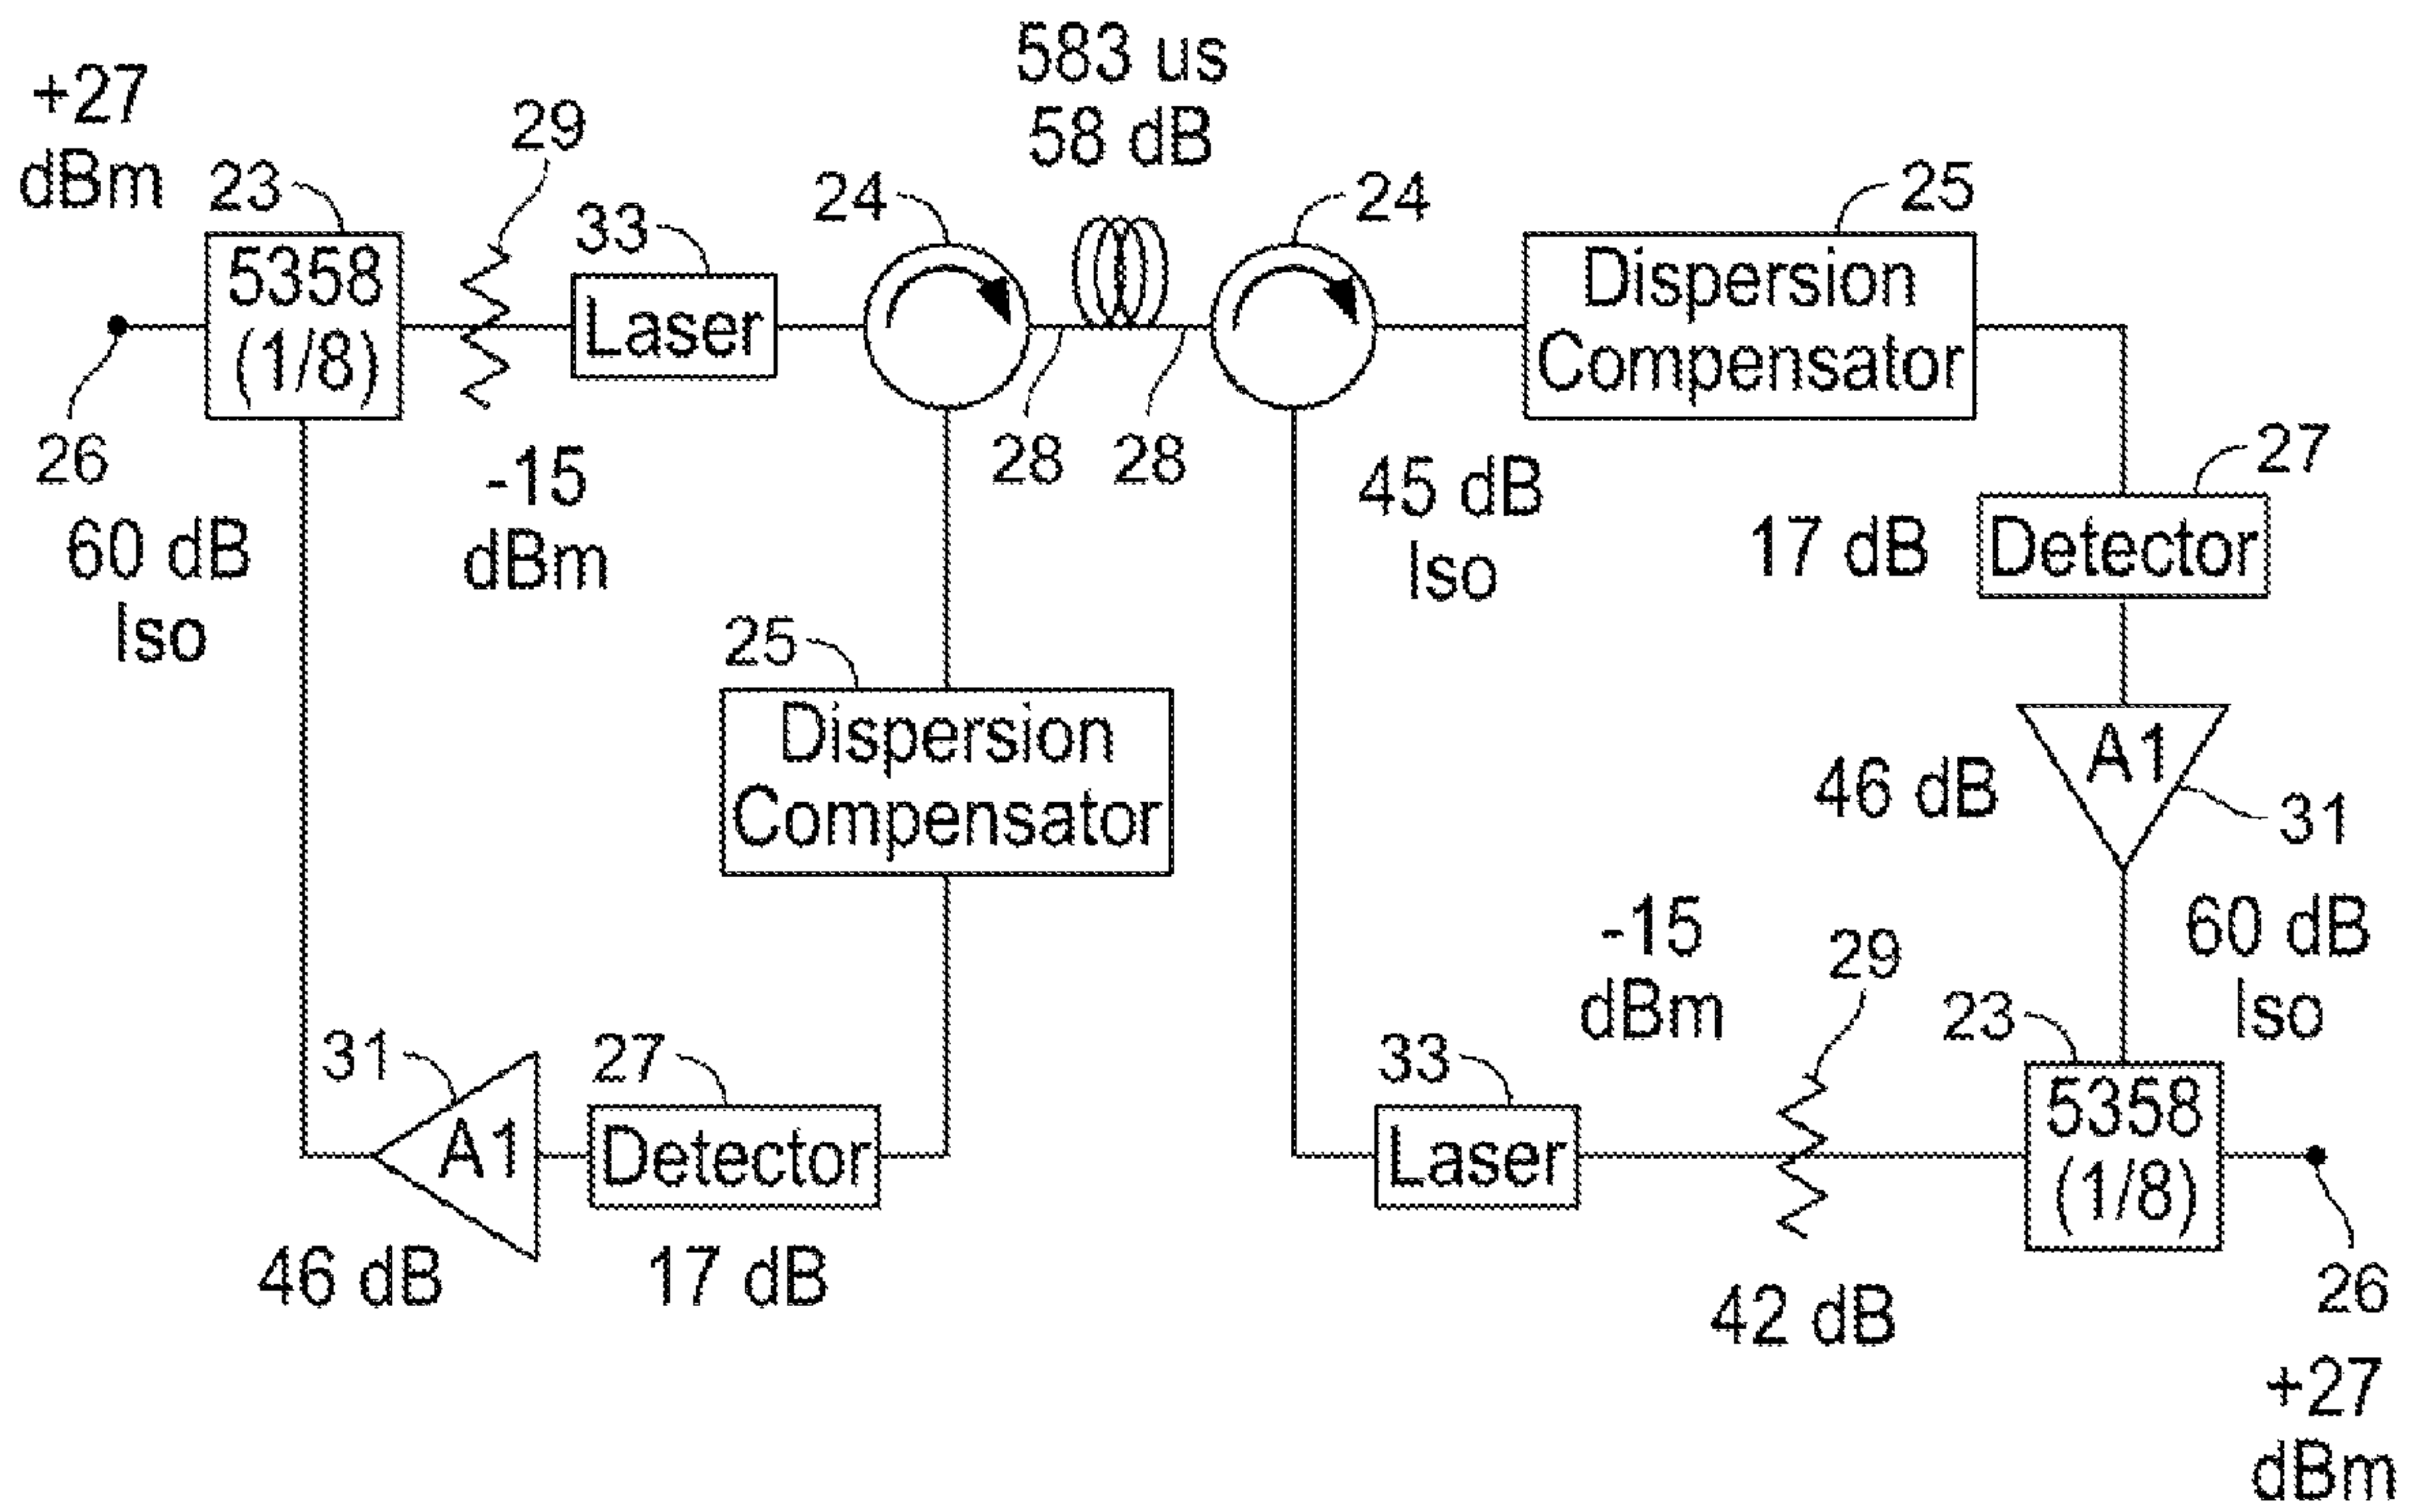 583 us
58 dB
+27
dBm
29
23
5358
(1/8)
33
Laser
24
24
25
Dispersion
Compensator
26
60 dB
Iso
-15
dBm
28
28
45 dB
Iso
17 dB
27
Detector
25
Dispersion
Compensator
46 dB
A1
31
-15
dBm
29
60 dB
Iso
23
5358
(1/8)
33
Laser
31
A1
27
Detector
46 dB
17 dB
42 dB
26
+27
dBm